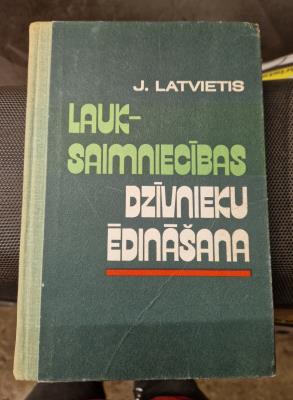 J. LATVIETIS
LAUK-
SAIMNIECĪBAS
DZĪVNIEKU
ĒDINĀŠANA